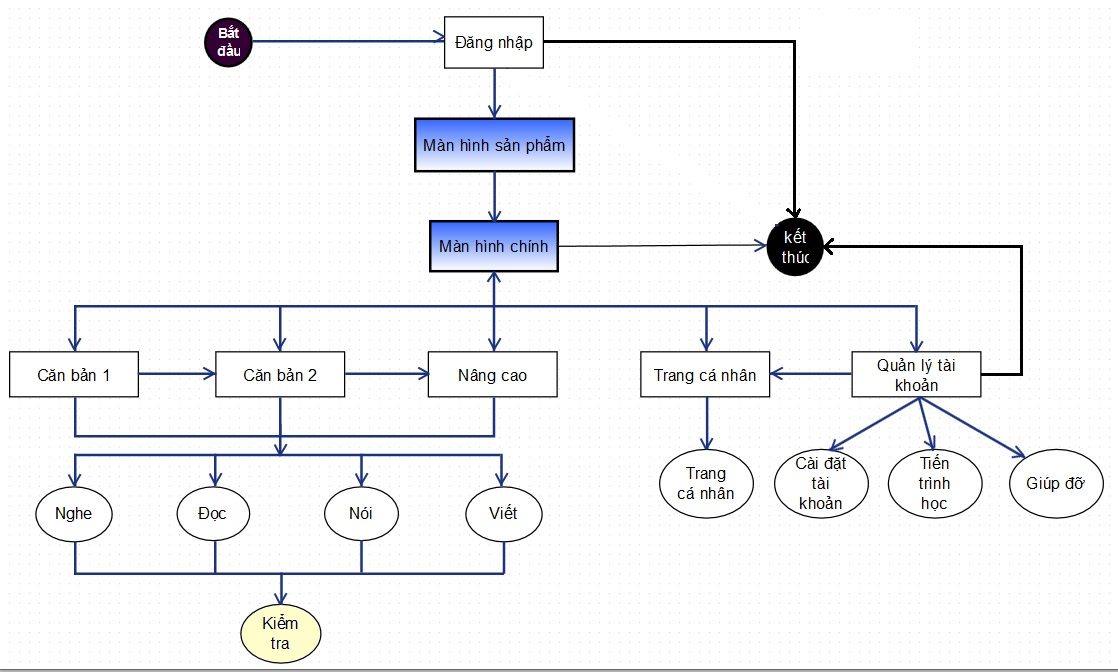 Bắt
đầu
Đăng nhập
Màn hình sản phẩm
Màn hình chính
kết
thúc
Căn bản 1
Căn bản 2
Nâng cao
Trang cá nhân
Quản lý tài
khoản
Trang
cá nhân
Cài đặt
tài
khoản
Tiến
trình
học
Giúp đỡ
Nghe
Đọc
Nói
Viết
Kiểm
tra